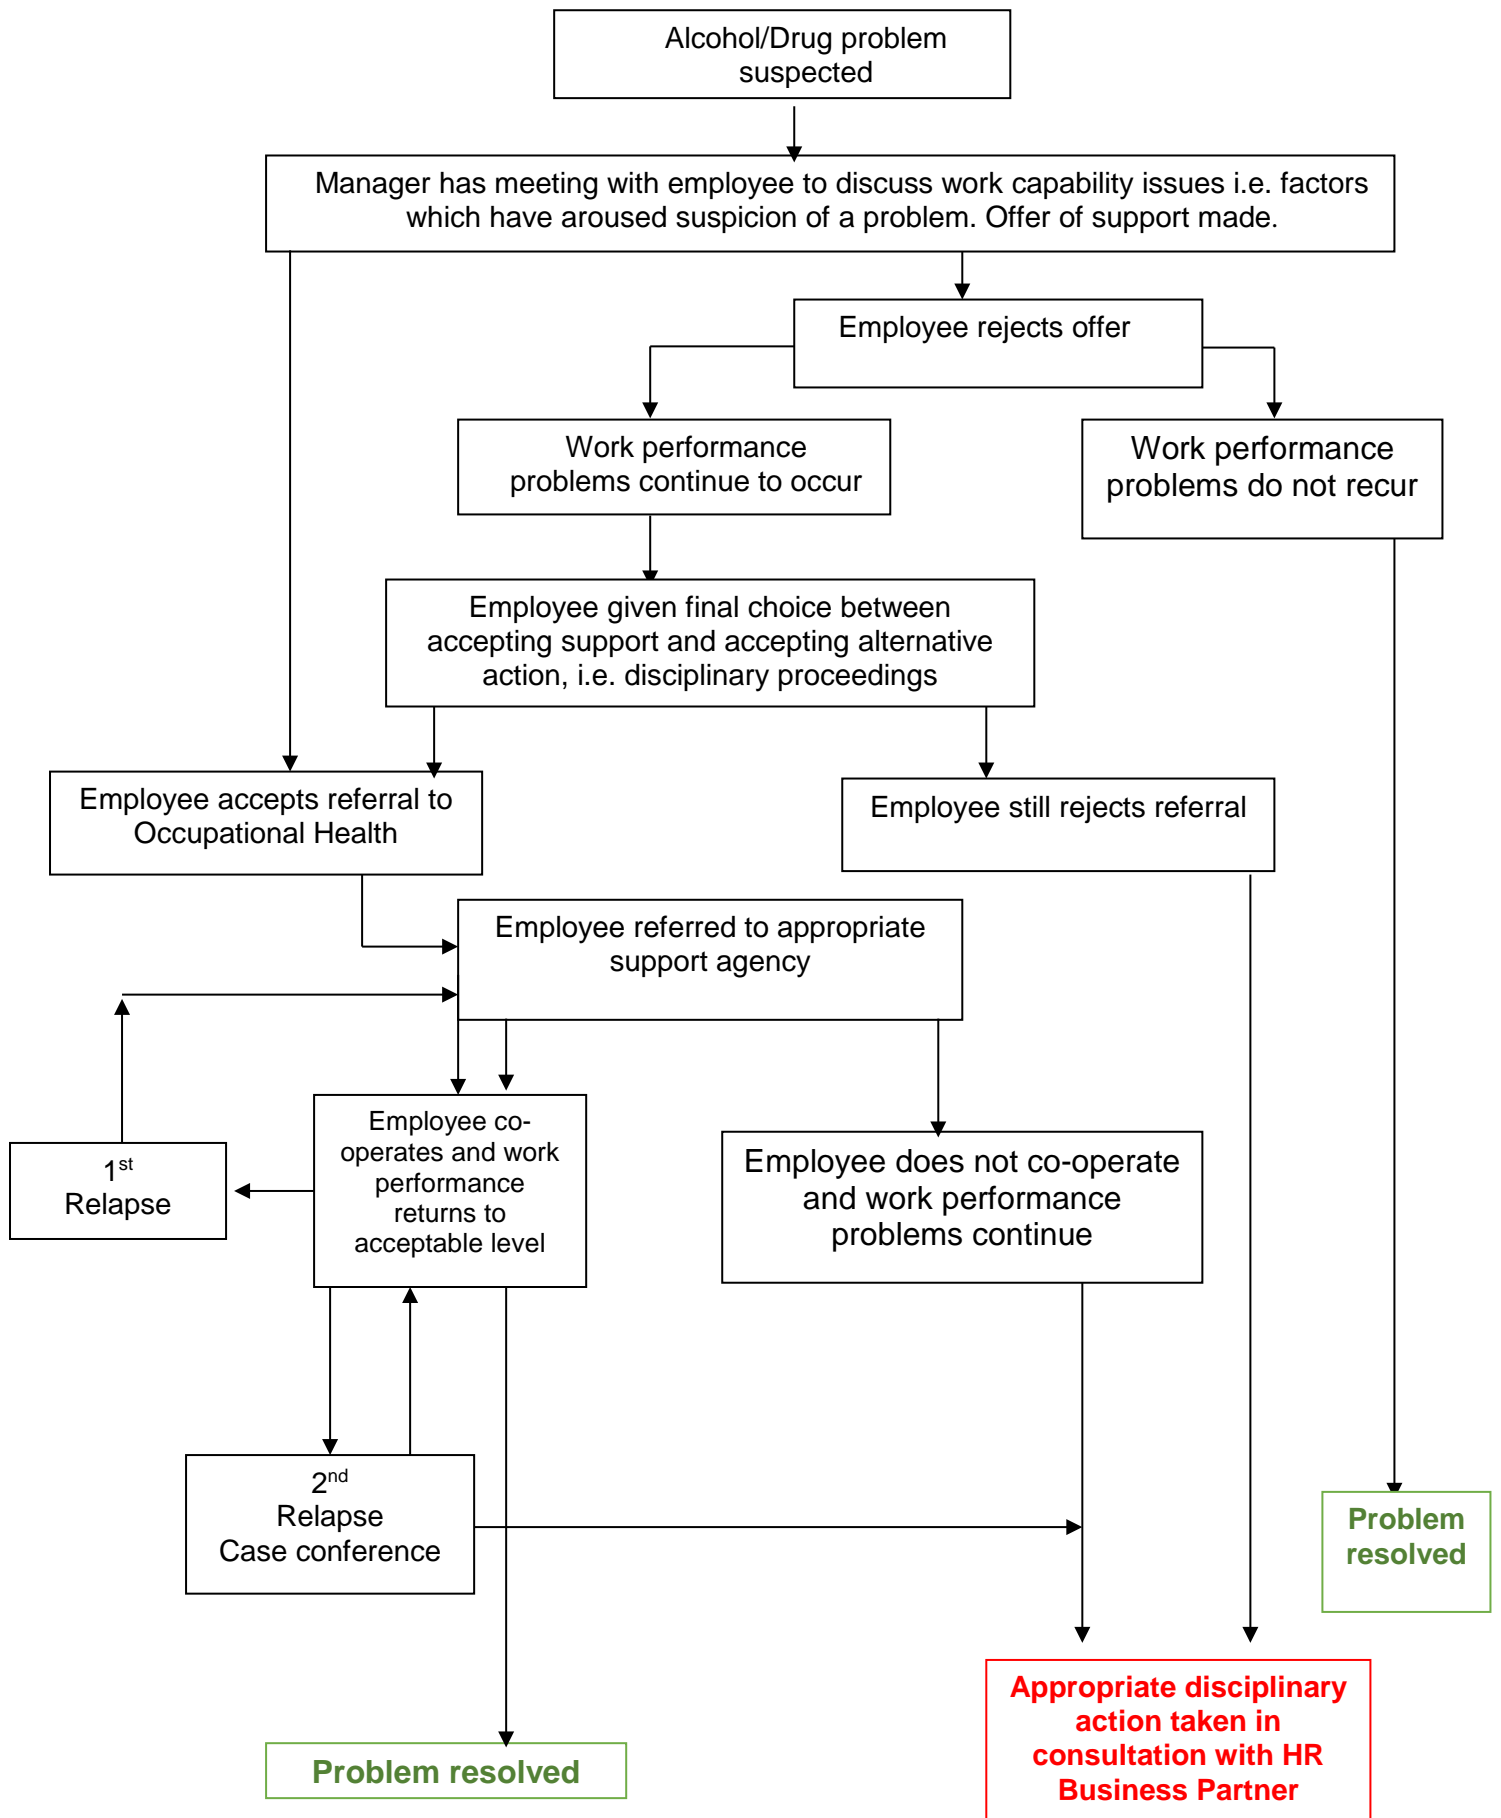 Alcohol/Drug problem
suspected
Manager has meeting with employee to discuss work capability issues i.e. factors
which have aroused suspicion of a problem. Offer of support made.
Employee rejects offer
Work performance
problems continue to occur
Work performance
problems do not recur
Employee given final choice between
accepting support and accepting alternative
action, i.e. disciplinary proceedings
Employee accepts referral to
Occupational Health
Employee still rejects referral
Employee referred to appropriate
support agency
Employee co-
operates and work
performance
returns to
acceptable level
1st
Relapse
Employee does not co-operate
and work performance
problems continue
2nd
Relapse
Case conference
Problem
resolved
Appropriate disciplinary
action taken in
consultation with HR
Business Partner
Problem resolved